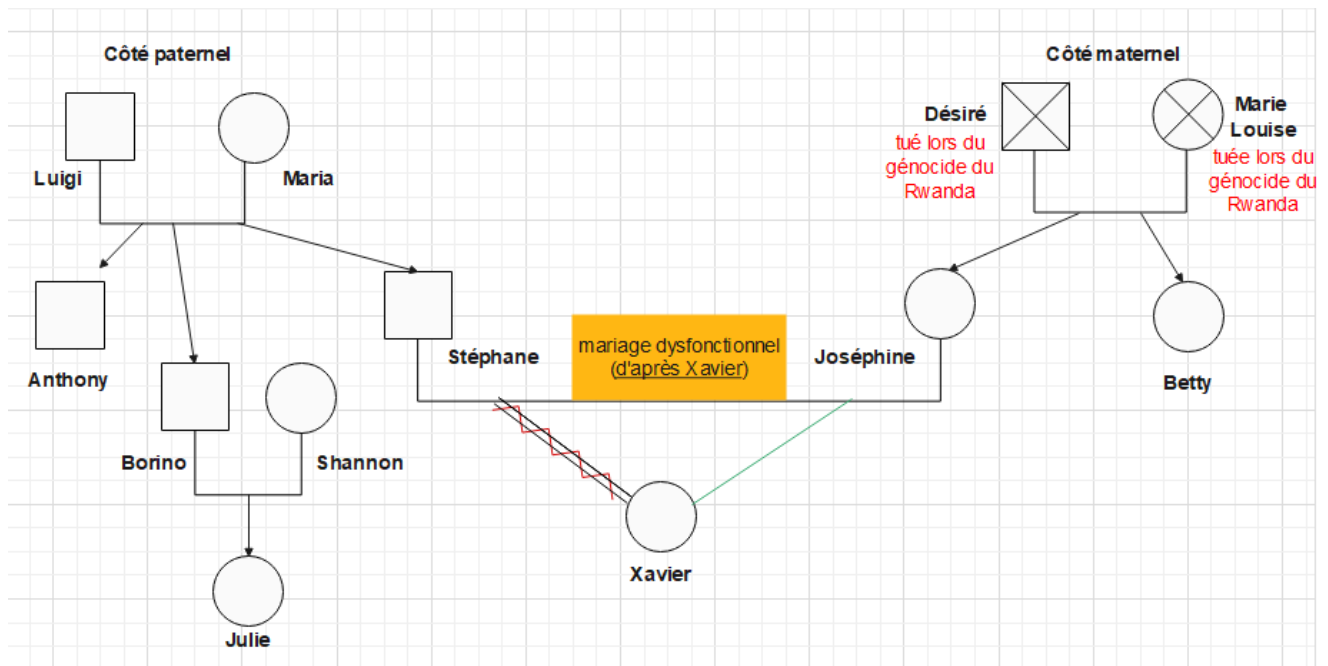 Côté paternel
Côté maternel
Luigi
Maria
Désiré
tué lors du
génocide du
Rwanda
Marie
Louise
tuée lors du
génocide du
Rwanda
Anthony
Stéphane
mariage dysfonctionnel
(d'après Xavier)
Joséphine
Betty
Borino
Shannon
Xavier
Julie